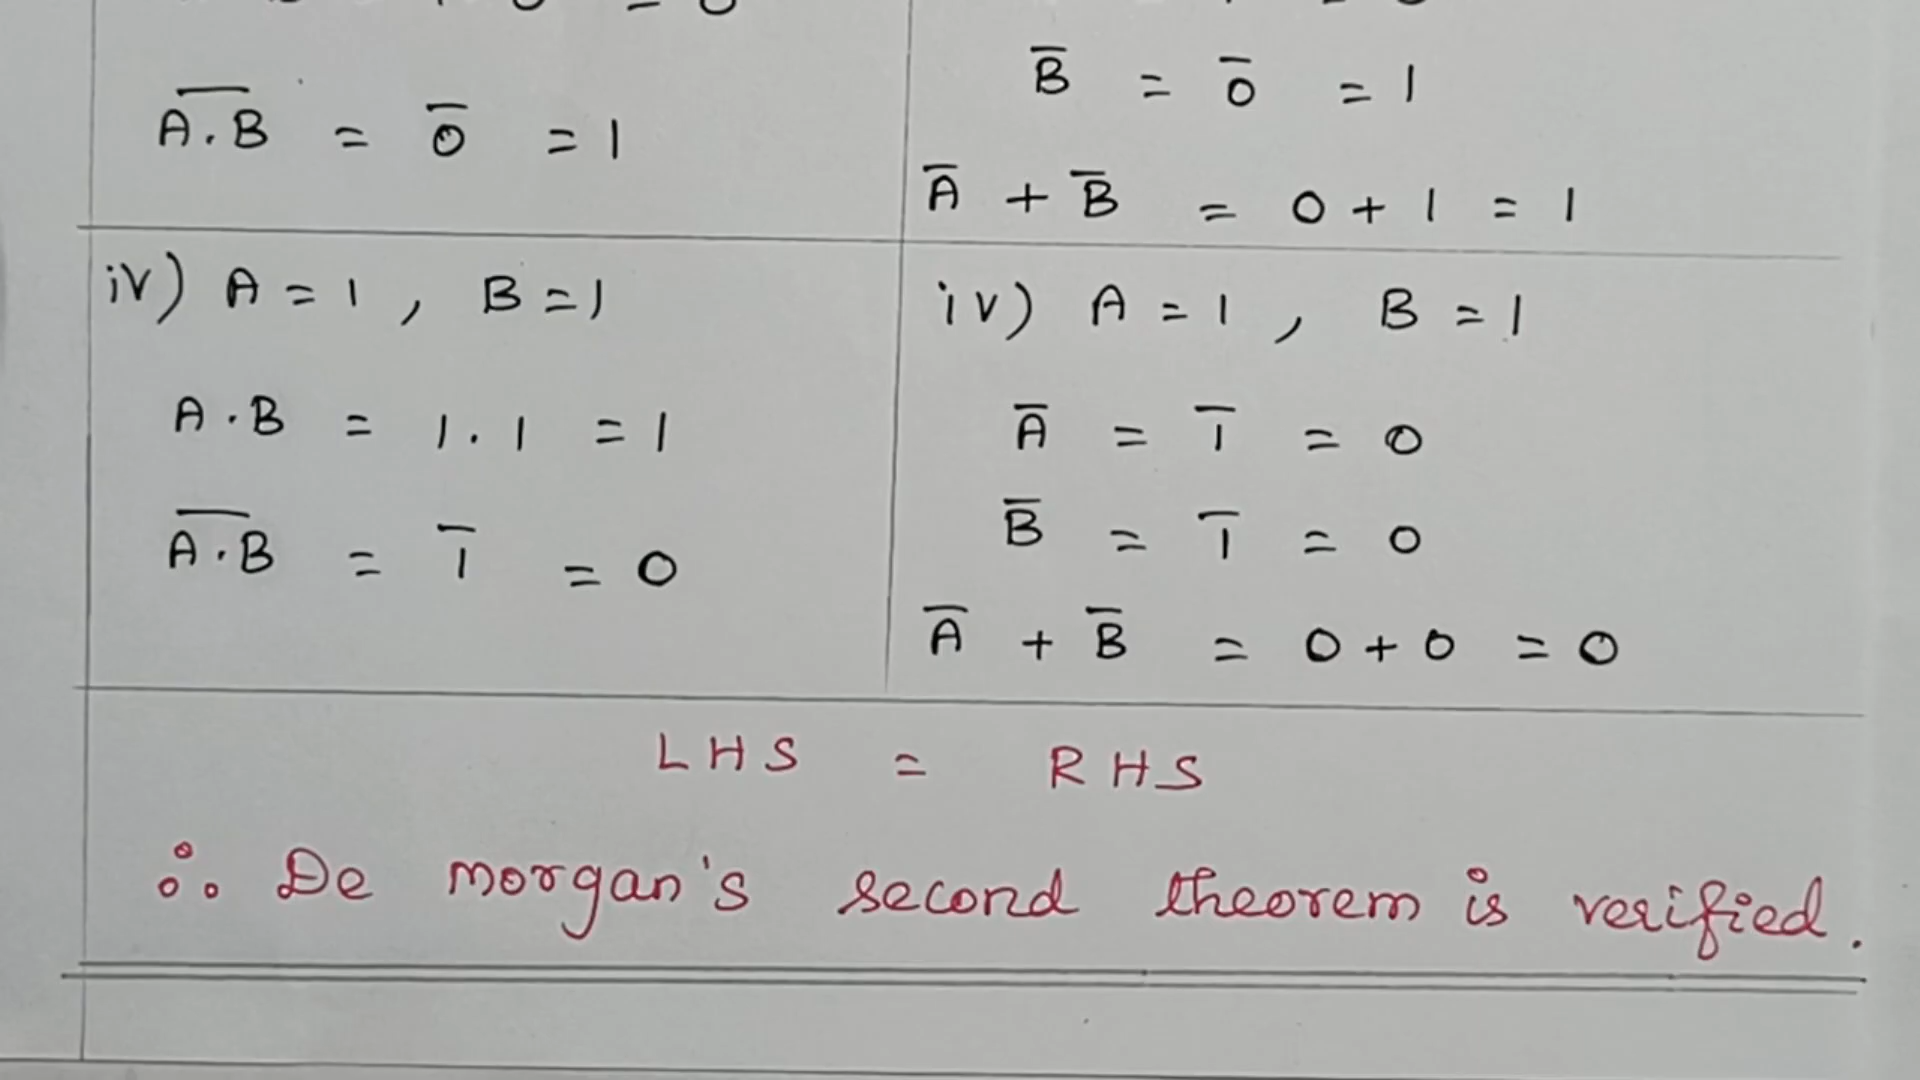 A̅.̅B̅ = 0̅ = 1
B̅ = 0̅ = 1
A̅ + B̅ = 0 + 1 = 1
iv) A = 1 , B = 1
A . B = 1 . 1 = 1
A̅.̅B̅ = 1̅ = 0
iv) A = 1 , B = 1
A̅ = 1̅ = 0
B̅ = 1̅ = 0
A̅ + B̅ = 0 + 0 = 0
LHS = RHS
∴ De morgan's second theorem is verified.